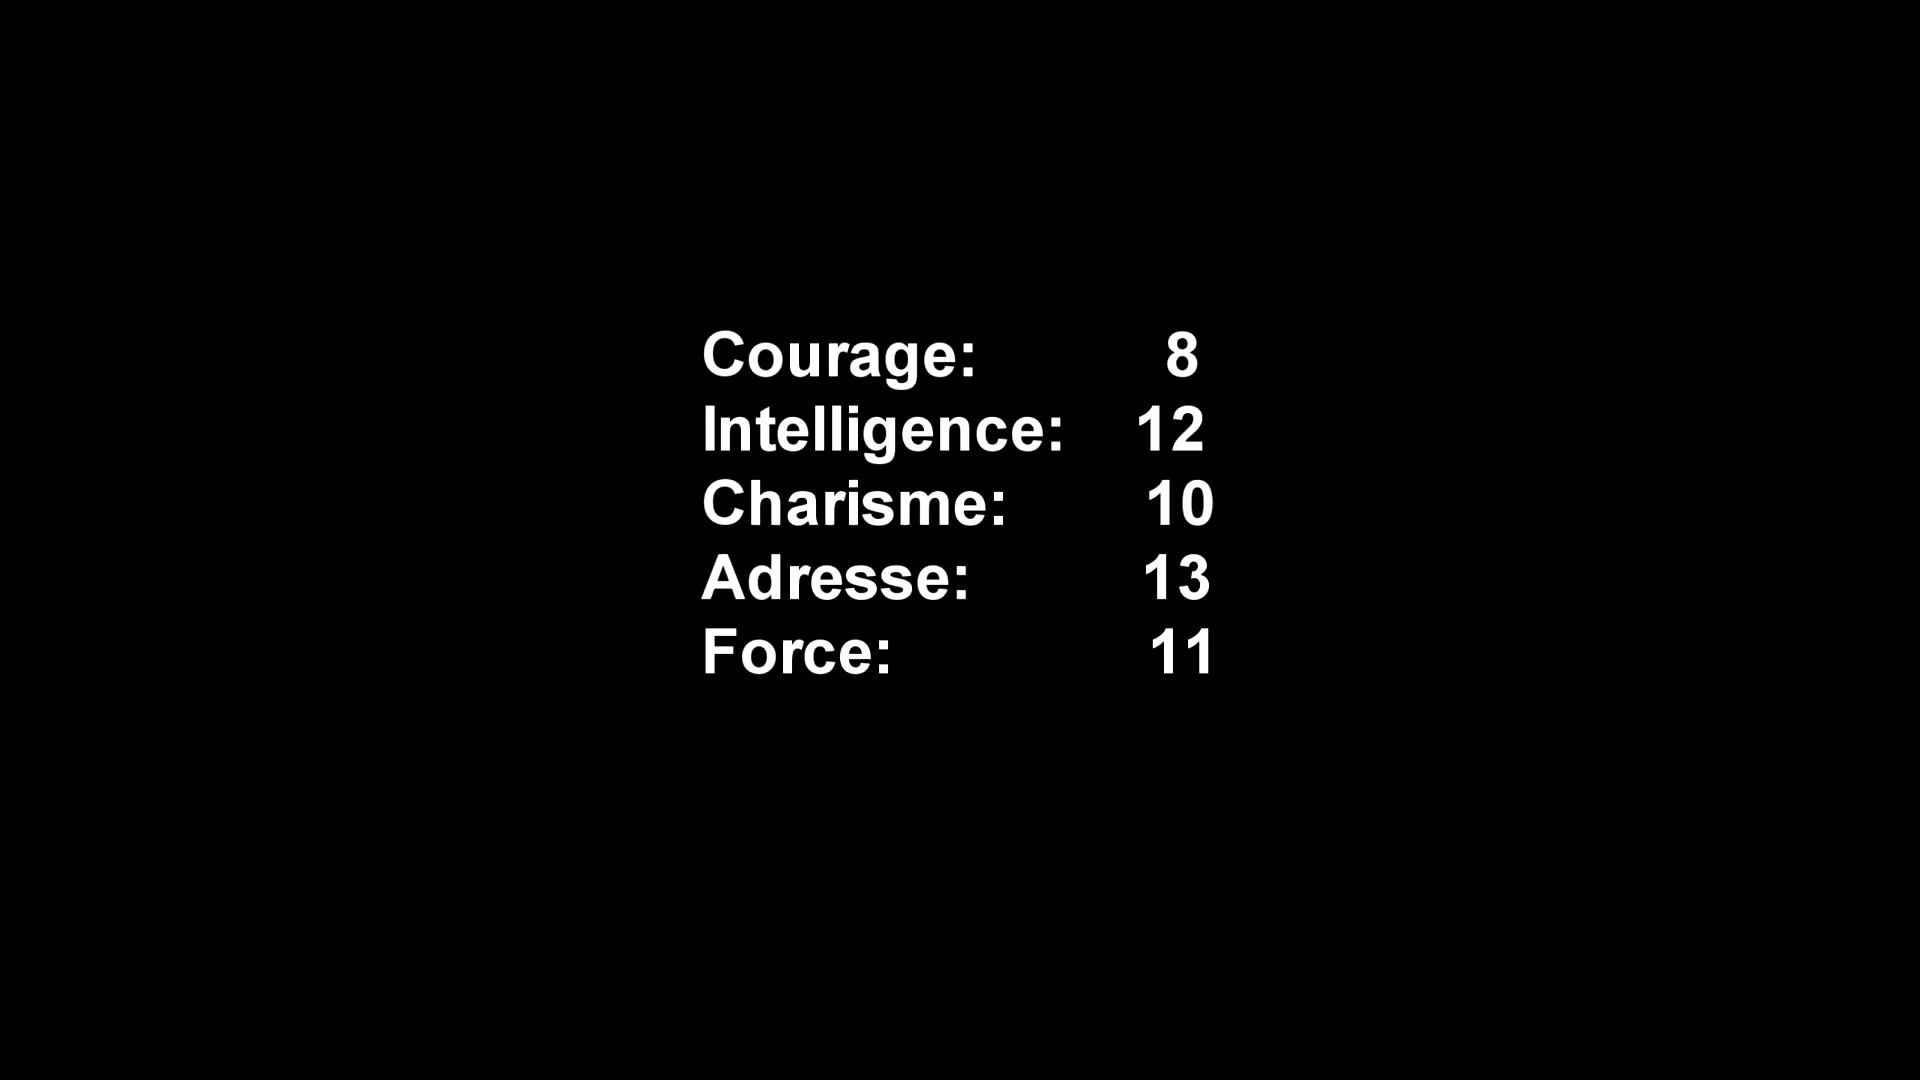 Courage: 8
Intelligence: 12
Charisme: 10
Adresse: 13
Force: 11